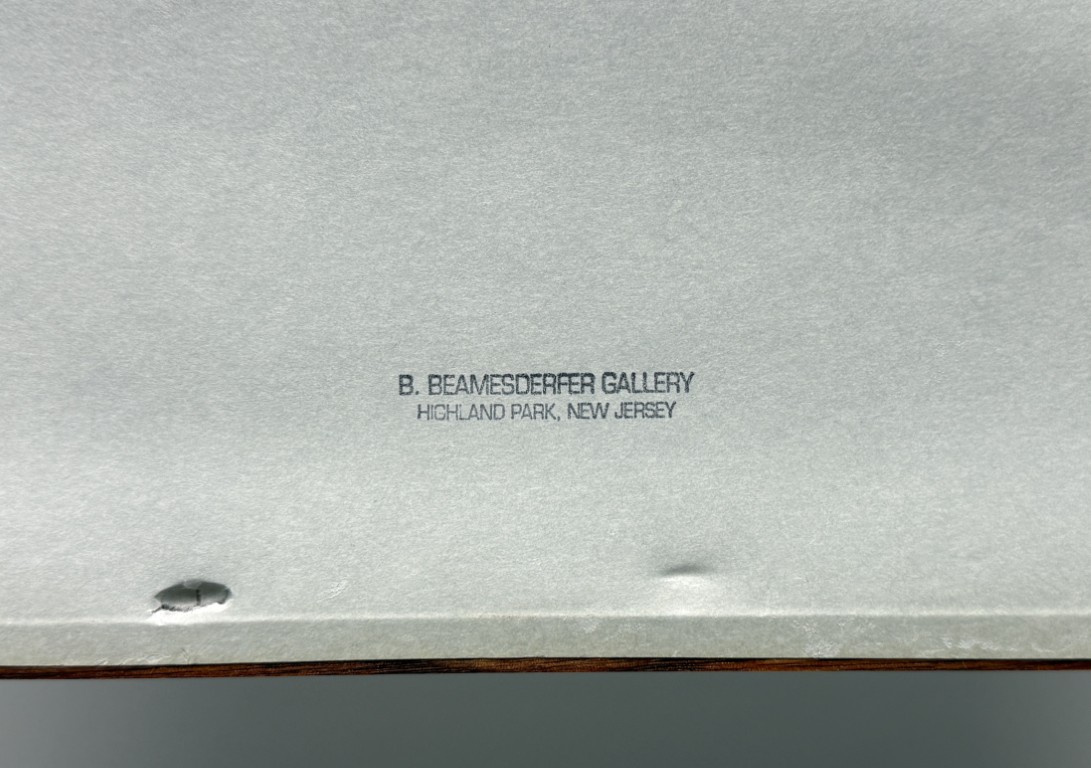 B. BEAMESDERFER GALLERY
HIGHLAND PARK, NEW JERSEY